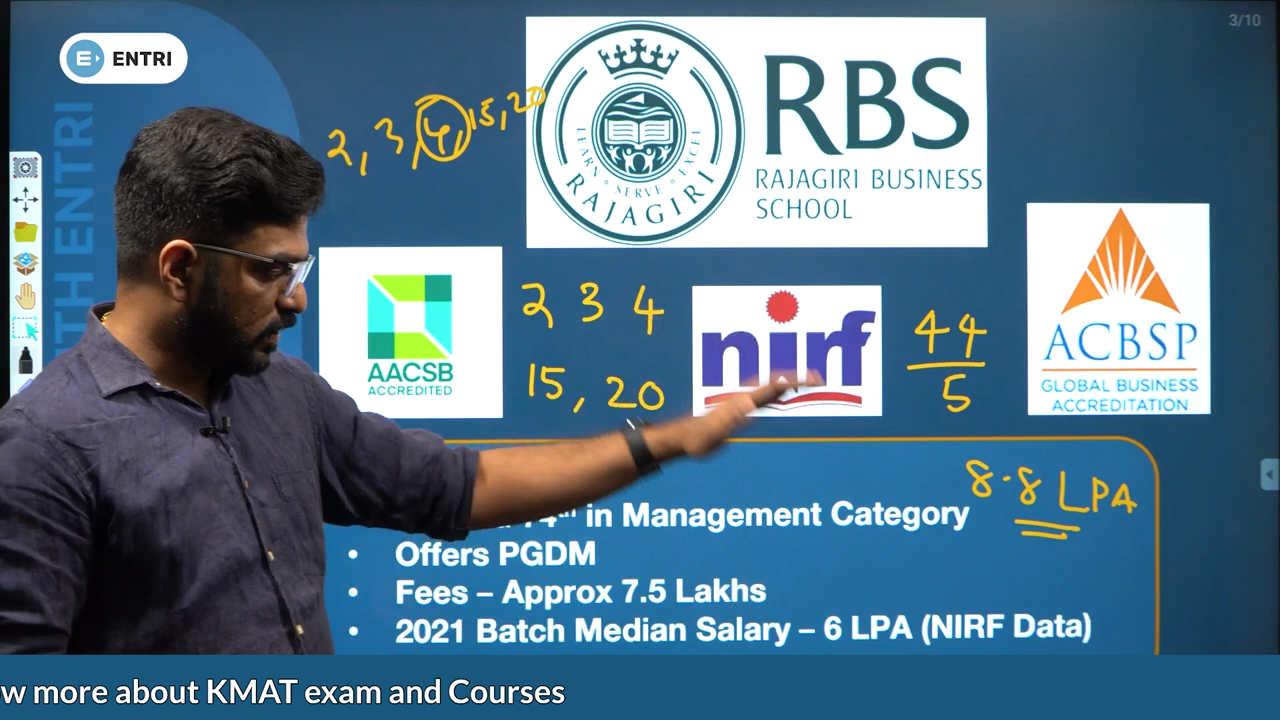 3/10
ENTRI
TH ENTRI
2, 3, 4, 15, 20
LEARN • SERVE • EXCEL
RAJAGIRI
RBS
RAJAGIRI BUSINESS
SCHOOL
AACSB
ACCREDITED
2 3 4
15, 20
nirf
44
5
ACBSP
GLOBAL BUSINESS
ACCREDITATION
8.8 LPA
in Management Category
• Offers PGDM
• Fees – Approx 7.5 Lakhs
• 2021 Batch Median Salary – 6 LPA (NIRF Data)
w more about KMAT exam and Courses